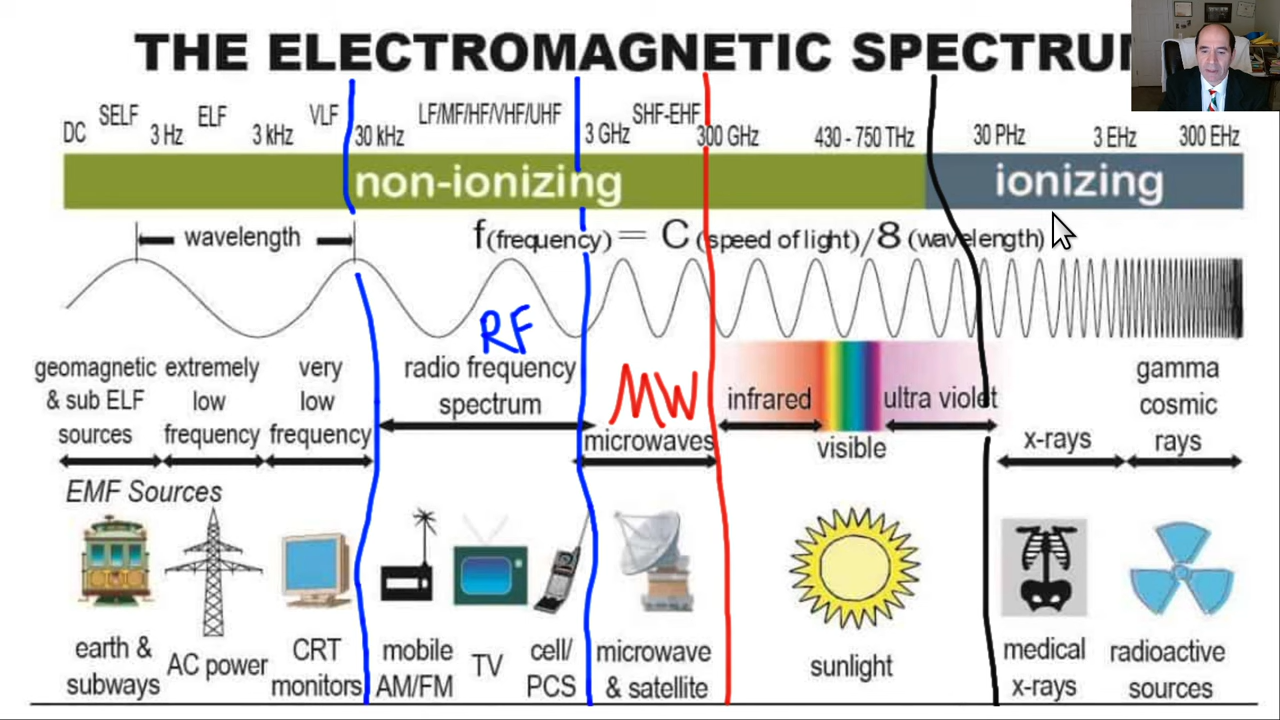 THE ELECTROMAGNETIC SPECTRUM
DC SELF 3 Hz ELF 3 kHz VLF 30 kHz LF/MF/HF/VHF/UHF 3 GHz SHF-EHF 300 GHz 430 - 750 THz 30 PHz 3 EHz 300 EHz
non-ionizing ionizing
wavelength f(frequency) = C (speed of light)/8 (wavelength)
RF
MW
geomagnetic & sub ELF sources
extremely low frequency
very low frequency
radio frequency spectrum
microwaves
infrared
visible
ultra violet
x-rays
gamma cosmic rays
EMF Sources
earth & subways
AC power
CRT monitors
mobile AM/FM
TV
cell/ PCS
microwave & satellite
sunlight
medical x-rays
radioactive sources